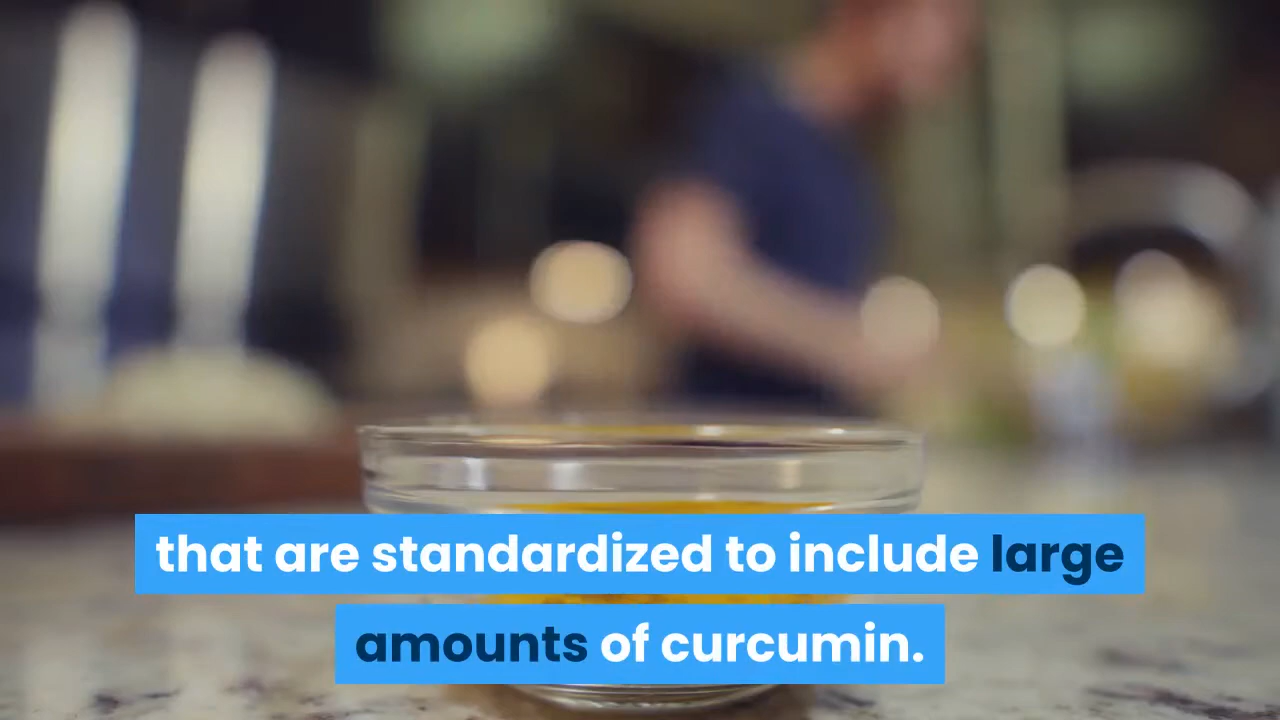 that are standardized to include large
amounts of curcumin.